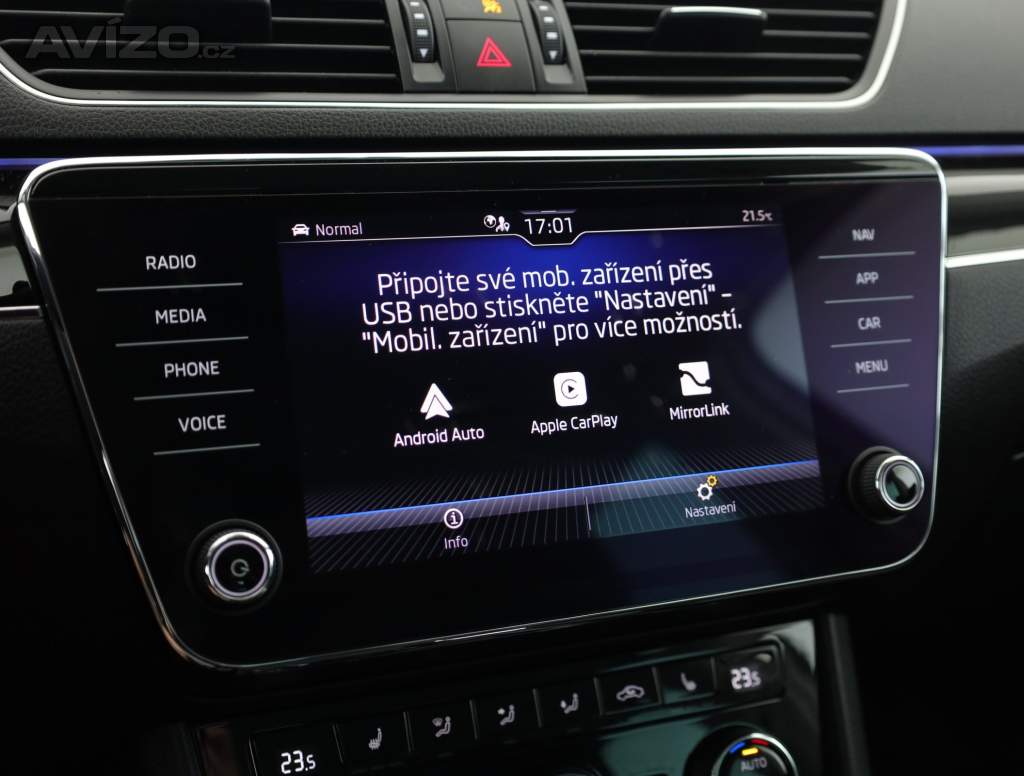 AVÍZO.cz
Normal
17:01
21.5°C
RADIO
MEDIA
PHONE
VOICE
NAV
APP
CAR
MENU
Připojte své mob. zařízení přes
USB nebo stiskněte "Nastavení" -
"Mobil. zařízení" pro více možností.
Android Auto
Apple CarPlay
MirrorLink
Info
Nastavení
23.5
23.5
AUTO